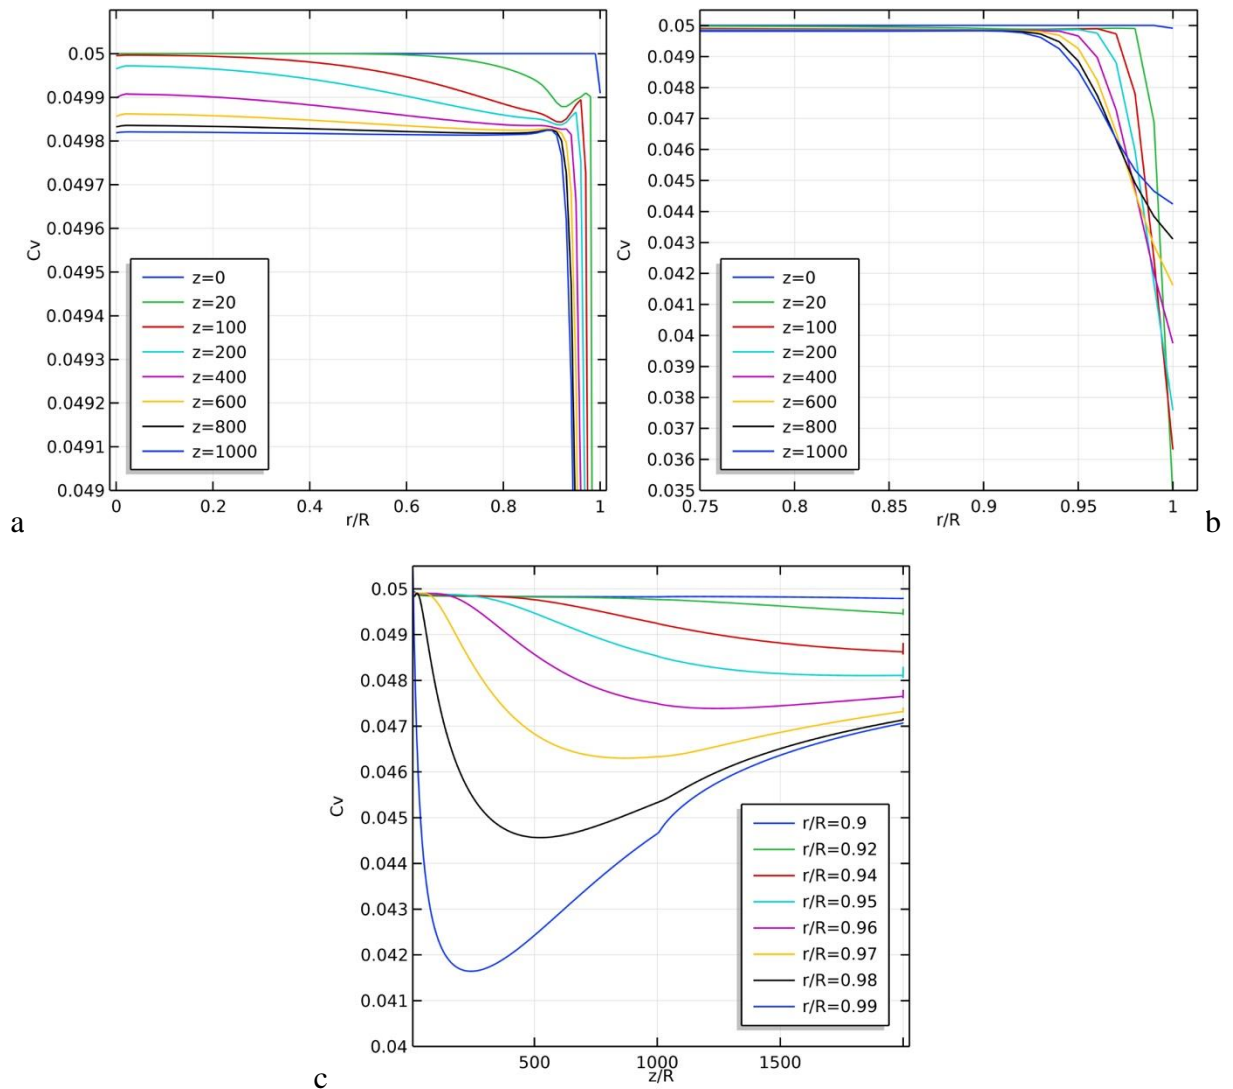 0.05
0.0499
0.0498
0.0497
0.0496
0.0495
0.0494
0.0493
0.0492
0.0491
0.049
Cv
z=0
z=20
z=100
z=200
z=400
z=600
z=800
z=1000
0 0.2 0.4 0.6 0.8 1
r/R
a
0.05
0.049
0.048
0.047
0.046
0.045
0.044
0.043
0.042
0.041
0.04
0.039
0.038
0.037
0.036
0.035
Cv
z=0
z=20
z=100
z=200
z=400
z=600
z=800
z=1000
0.75 0.8 0.85 0.9 0.95 1
r/R
b
0.05
0.049
0.048
0.047
0.046
0.045
0.044
0.043
0.042
0.041
0.04
Cv
r/R=0.9
r/R=0.92
r/R=0.94
r/R=0.95
r/R=0.96
r/R=0.97
r/R=0.98
r/R=0.99
500 1000 1500
z/R
c